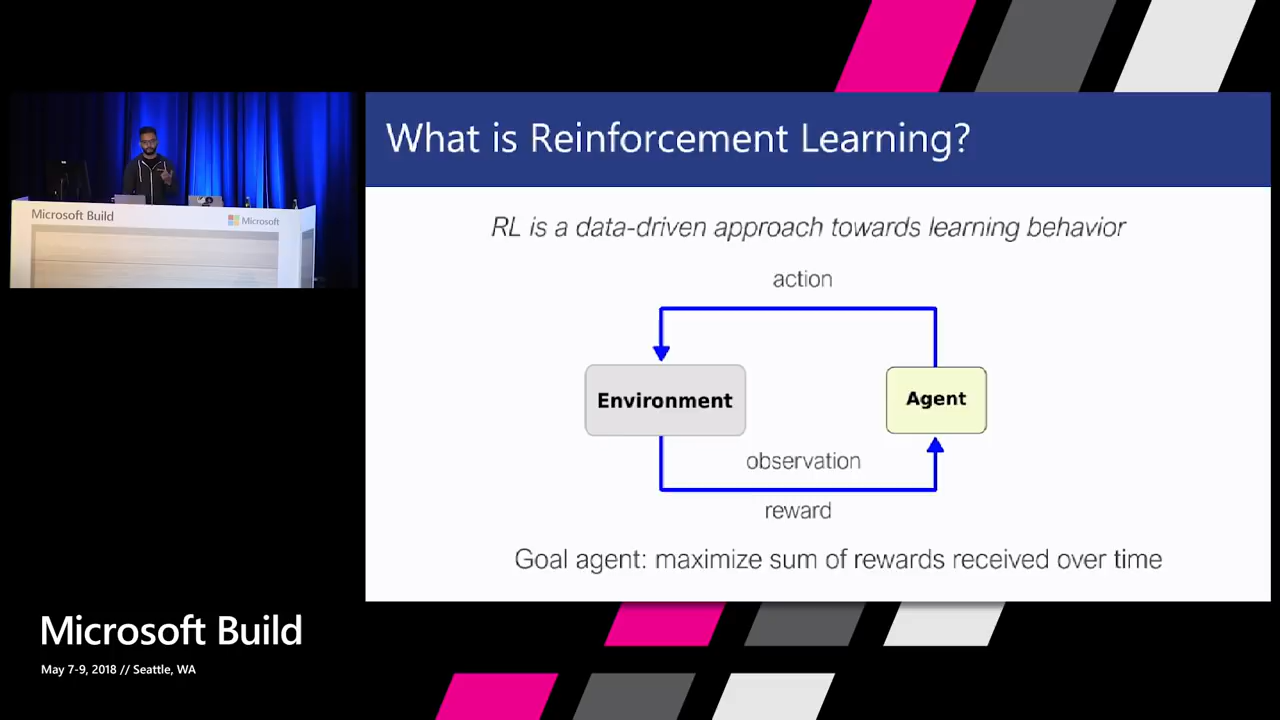 What is Reinforcement Learning?
RL is a data-driven approach towards learning behavior
action
Environment
Agent
observation
reward
Goal agent: maximize sum of rewards received over time
Microsoft Build
Microsoft
Microsoft Build
May 7-9, 2018 // Seattle, WA